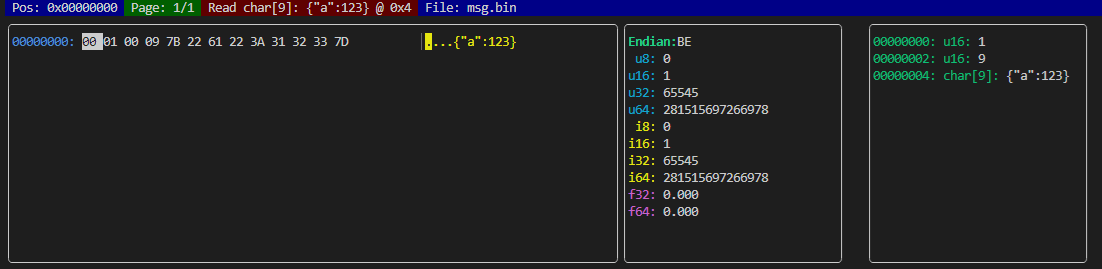 Pos: 0x00000000 Page: 1/1 Read char[9]: {"a":123} @ 0x4 File: msg.bin
00000000: 00 01 00 09 7B 22 61 22 3A 31 32 33 7D ....{"a":123}
Endian:BE
u8: 0
u16: 1
u32: 65545
u64: 281515697266978
i8: 0
i16: 1
i32: 65545
i64: 281515697266978
f32: 0.000
f64: 0.000
00000000: u16: 1
00000002: u16: 9
00000004: char[9]: {"a":123}